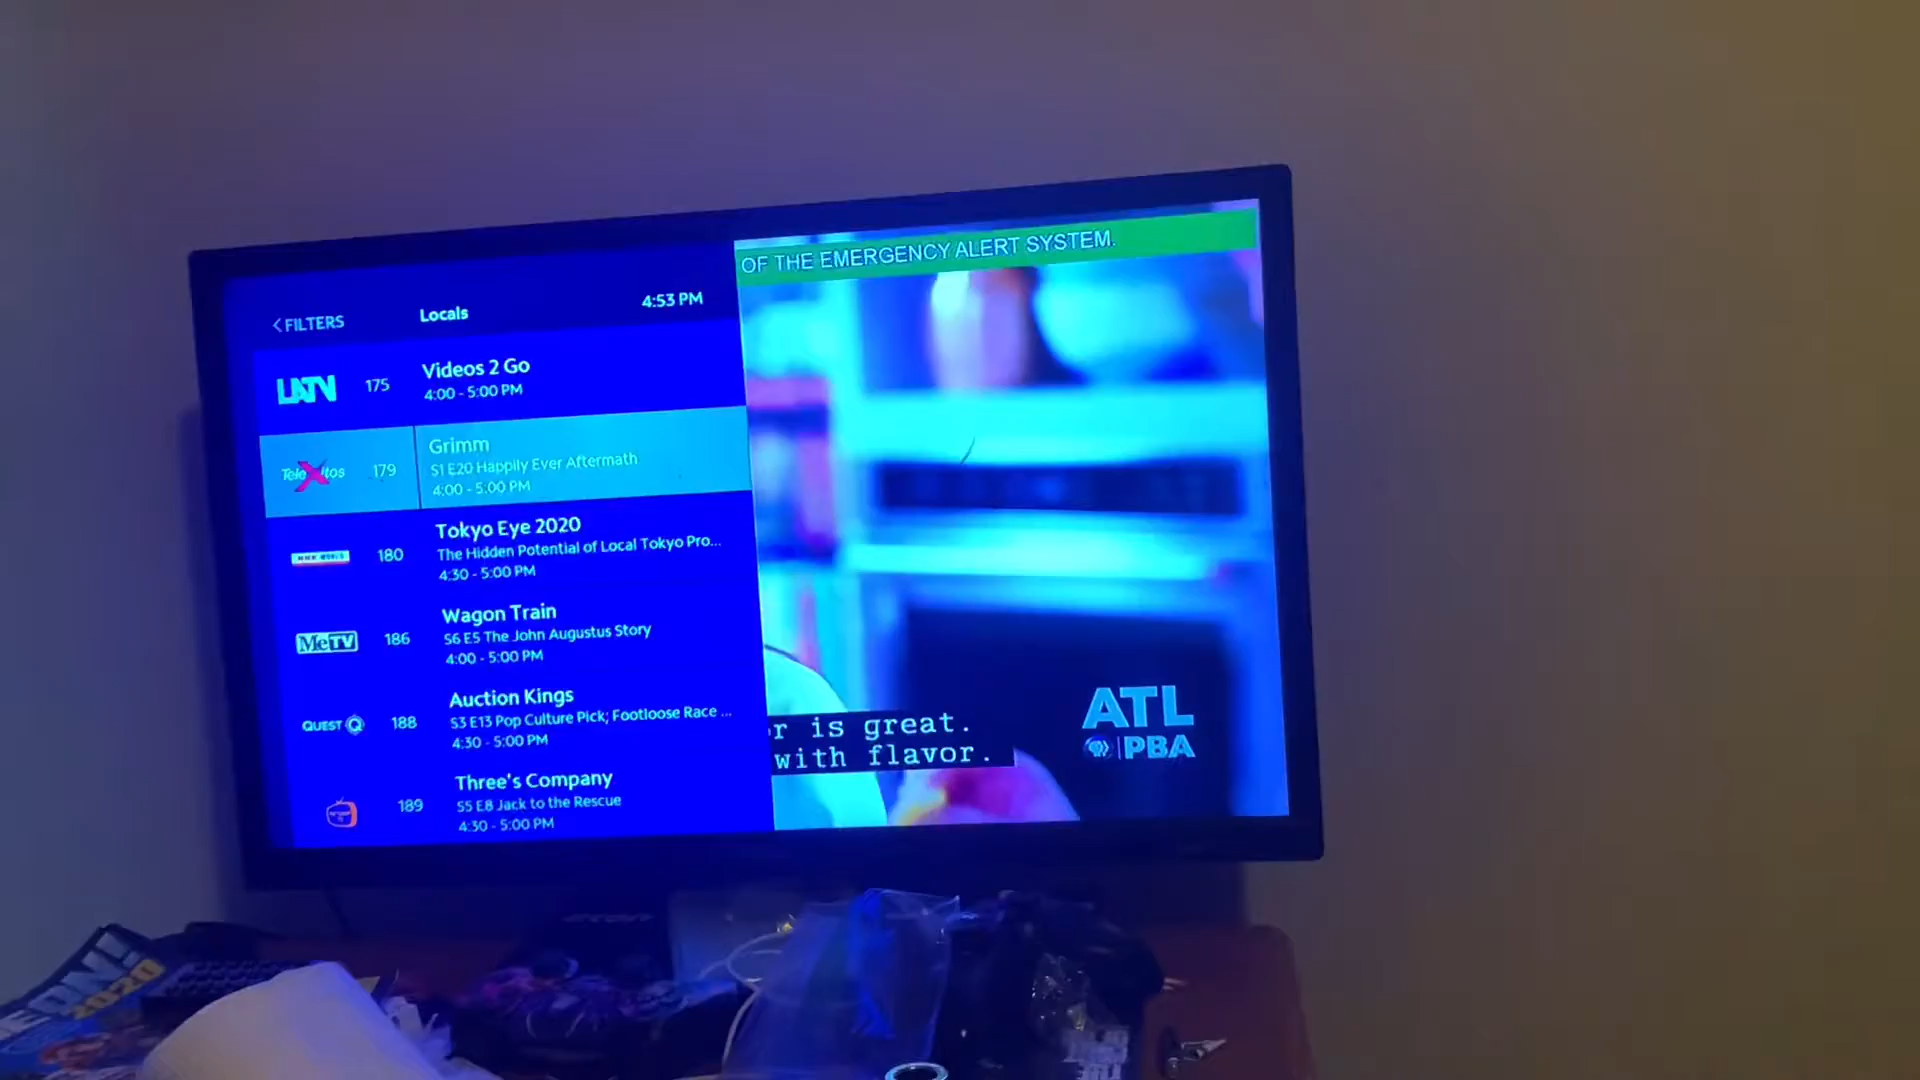 OF THE EMERGENCY ALERT SYSTEM.
FILTERS
Locals
4:53 PM
LATV
175
Videos 2 Go
4:00 - 5:00 PM
TeleXitos
179
Grimm
S1 E20 Happily Ever Aftermath
4:00 - 5:00 PM
180
Tokyo Eye 2020
The Hidden Potential of Local Tokyo Pro...
4:30 - 5:00 PM
MeTV
186
Wagon Train
S6 E5 The John Augustus Story
4:00 - 5:00 PM
QUEST
188
Auction Kings
S3 E13 Pop Culture Pick; Footloose Race ...
4:30 - 5:00 PM
189
Three's Company
S5 E8 Jack to the Rescue
4:30 - 5:00 PM
r is great.
with flavor.
ATL
PBA
2020